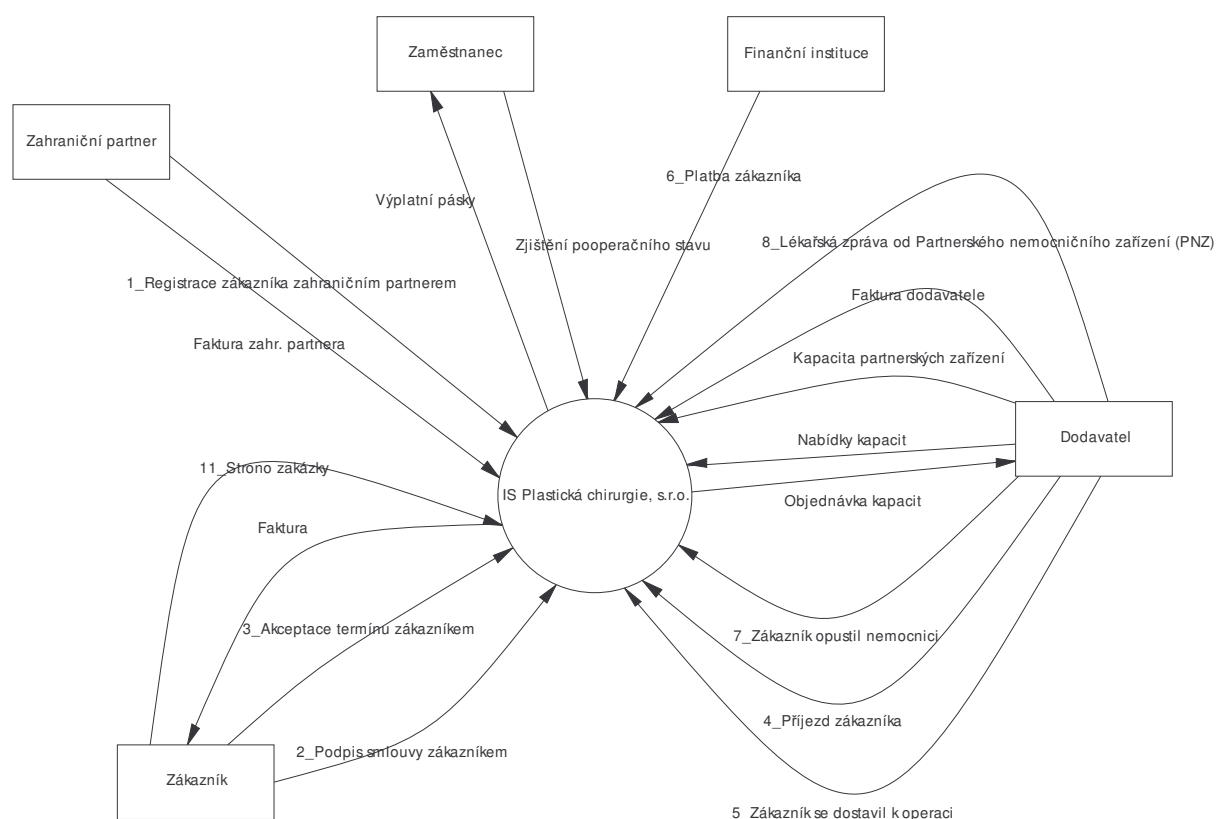 Zaměstnanec
Finanční instituce
Zahraniční partner
6_Platba zákazníka
Výplatní pásky
Zjištění pooperačního stavu
8_Lékařská zpráva od Partnerského nemocničního zařízení (PNZ)
1_Registrace zákazníka zahraničním partnerem
Faktura dodavatele
Faktura zahr. partnera
Kapacita partnerských zařízení
Dodavatel
Nabídky kapacit
11_Strono zakázky
IS Plastická chirurgie, s.r.o.
Objednávka kapacit
Faktura
3_Akceptace termínu zákazníkem
7_Zákazník opustil nemocnici
4_Příjezd zákazníka
2_Podpis smlouvy zákazníkem
Zákazník
5_Zákazník se dostavil k operaci